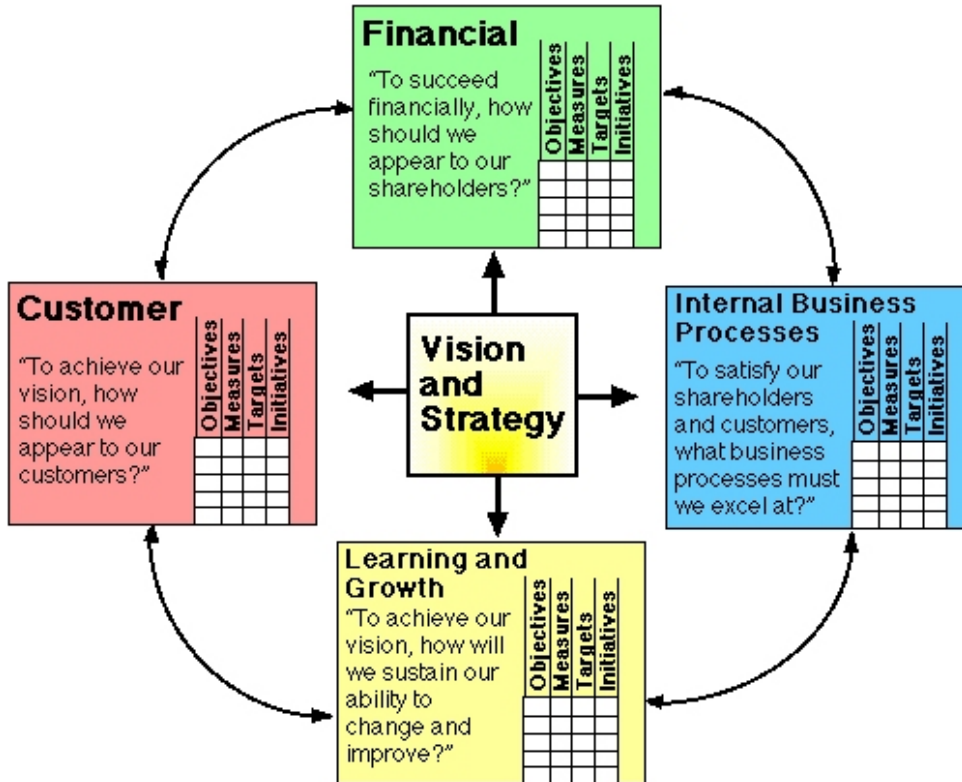 Financial
“To succeed
financially, how
should we
appear to our
shareholders?”
Objectives
Measures
Targets
Initiatives
Customer
“To achieve our
vision, how
should we
appear to our
customers?”
Objectives
Measures
Targets
Initiatives
Vision
and
Strategy
Internal Business
Processes
“To satisfy our
shareholders
and customers,
what business
processes must
we excel at?”
Objectives
Measures
Targets
Initiatives
Learning and
Growth
“To achieve our
vision, how will
we sustain our
ability to
change and
improve?”
Objectives
Measures
Targets
Initiatives